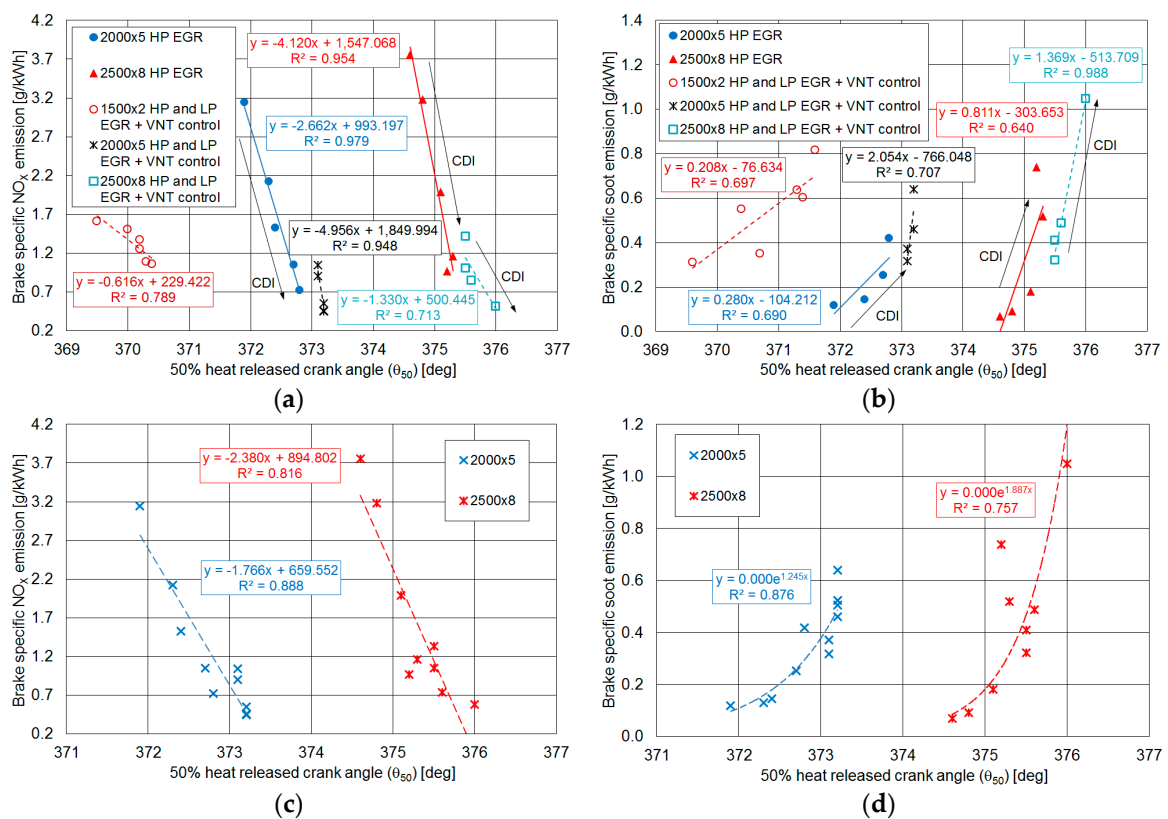 4.2
3.7
3.2
2.7
2.2
1.7
1.2
0.7
0.2
Brake specific NOX emission [g/kWh]
2000x5 HP EGR
2500x8 HP EGR
1500x2 HP and LP
EGR + VNT control
2000x5 HP and LP
EGR + VNT control
2500x8 HP and LP
EGR + VNT control
y = -4.120x + 1,547.068
R² = 0.954
y = -2.662x + 993.197
R² = 0.979
CDI
y = -4.956x + 1,849.994
R² = 0.948
CDI
CDI
y = -0.616x + 229.422
R² = 0.789
y = -1.330x + 500.445
R² = 0.713
369 370 371 372 373 374 375 376 377
50% heat released crank angle (θ50) [deg]
(a)
1.4
1.2
1.0
0.8
0.6
0.4
0.2
0.0
Brake specific soot emission [g/kWh]
2000x5 HP EGR
2500x8 HP EGR
1500x2 HP and LP EGR + VNT control
2000x5 HP and LP EGR + VNT control
2500x8 HP and LP EGR + VNT control
y = 1.369x - 513.709
R² = 0.988
y = 0.811x - 303.653
R² = 0.640
CDI
y = 2.054x - 766.048
R² = 0.707
y = 0.208x - 76.634
R² = 0.697
CDI
y = 0.280x - 104.212
R² = 0.690
CDI
369 370 371 372 373 374 375 376 377
50% heat released crank angle (θ50) [deg]
(b)
4.2
3.7
3.2
2.7
2.2
1.7
1.2
0.7
0.2
Brake specific NOX emission [g/kWh]
y = -2.380x + 894.802
R² = 0.816
2000x5
2500x8
y = -1.766x + 659.552
R² = 0.888
371 372 373 374 375 376 377
50% heat released crank angle (θ50) [deg]
(c)
1.2
1.0
0.8
0.6
0.4
0.2
0.0
Brake specific soot emission [g/kWh]
2000x5
2500x8
y = 0.000e1.887x
R² = 0.757
y = 0.000e1.245x
R² = 0.876
371 372 373 374 375 376 377
50% heat released crank angle (θ50) [deg]
(d)